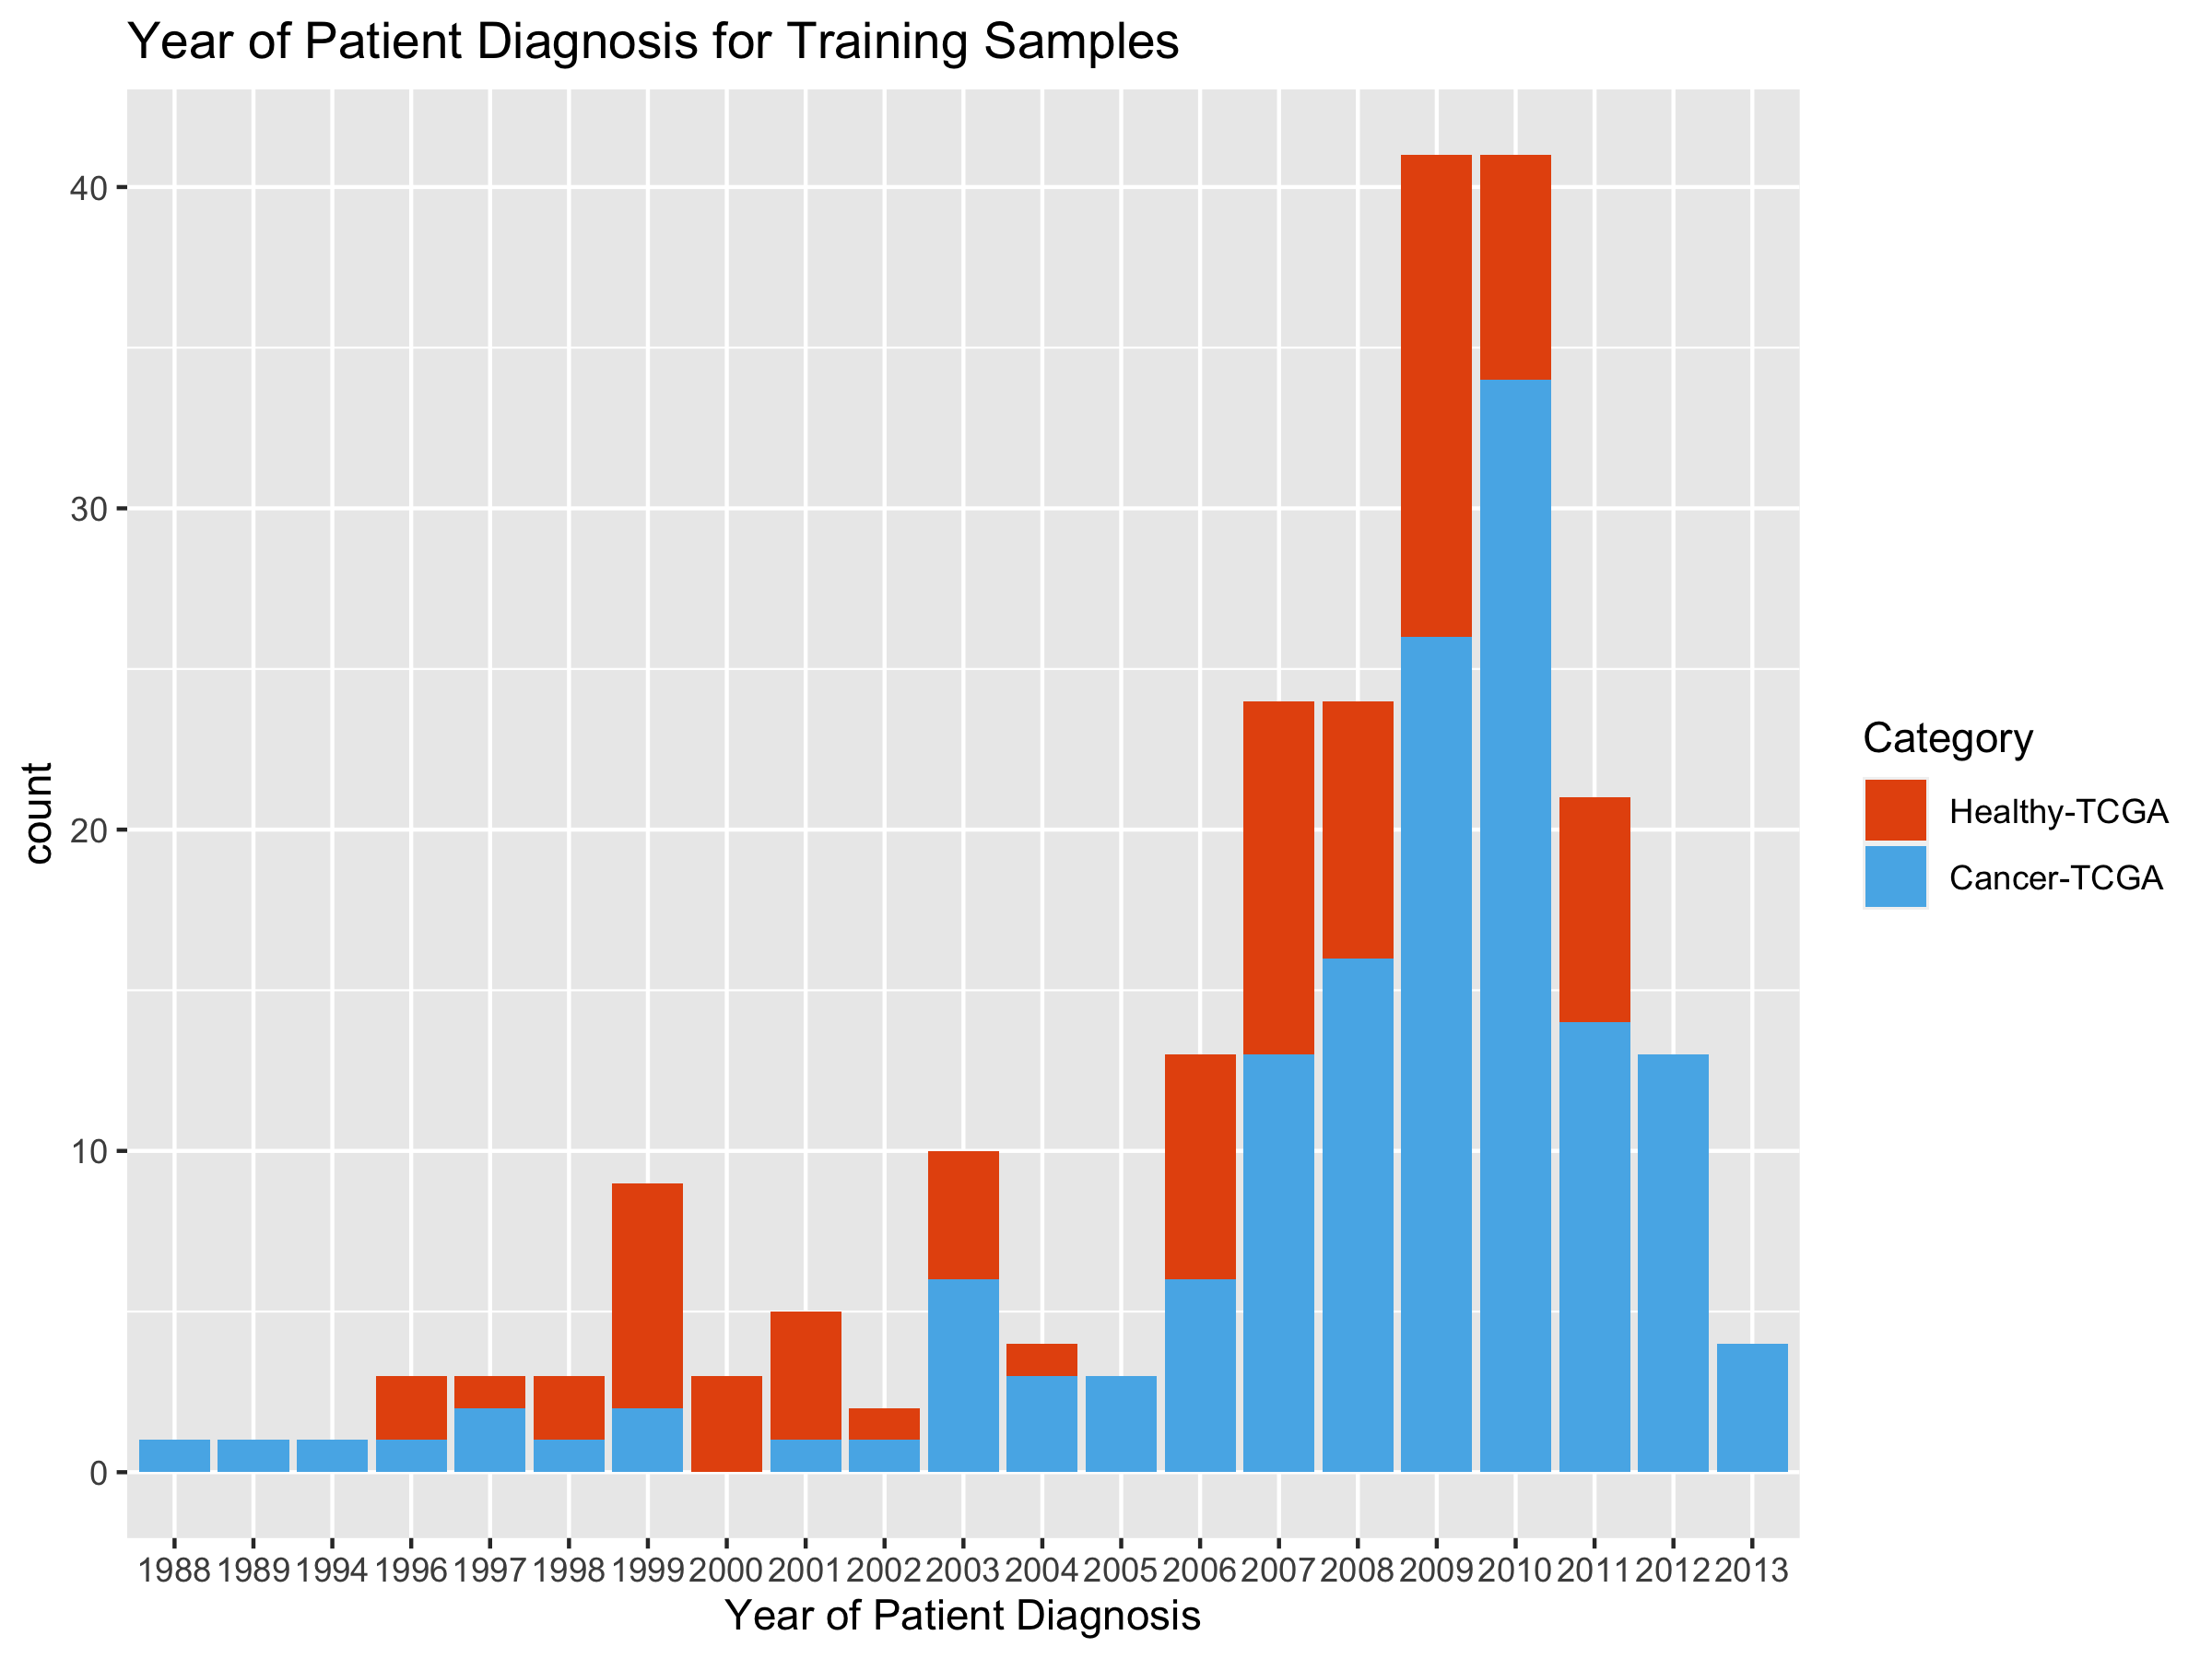 Year of Patient Diagnosis for Training Samples
40
30
20
10
0
count
1988 1989 1994 1996 1997 1998 1999 2000 2001 2002 2003 2004 2005 2006 2007 2008 2009 2010 2011 2012 2013
Year of Patient Diagnosis
Category
Healthy-TCGA
Cancer-TCGA